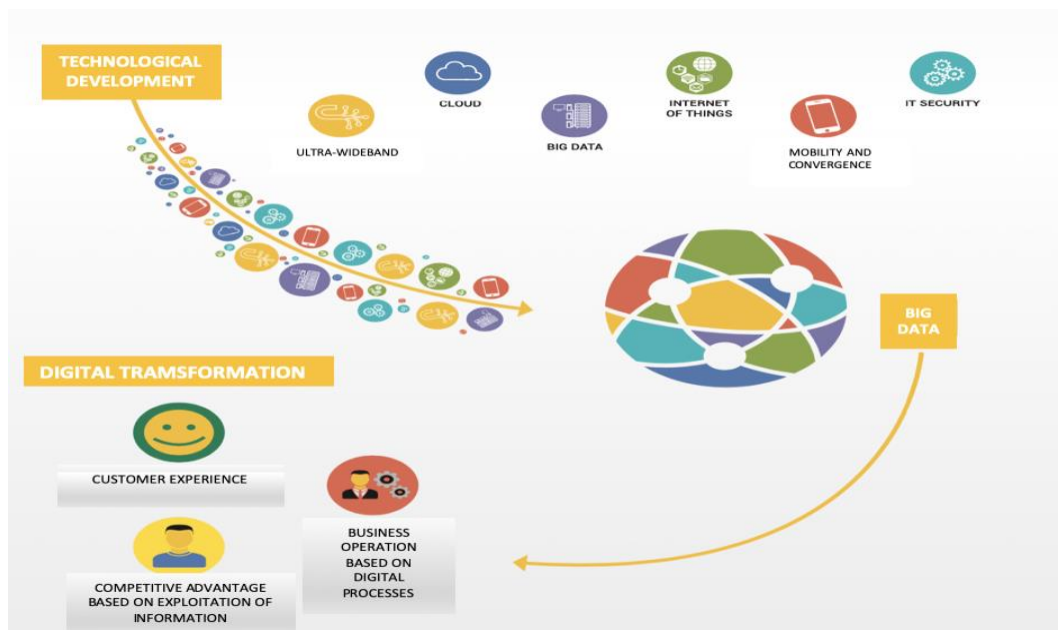 TECHNOLOGICAL
DEVELOPMENT
CLOUD
INTERNET
OF THINGS
IT SECURITY
ULTRA-WIDEBAND
BIG DATA
MOBILITY AND
CONVERGENCE
BIG
DATA
DIGITAL TRAMSFORMATION
CUSTOMER EXPERIENCE
BUSINESS
OPERATION
BASED ON
DIGITAL
PROCESSES
COMPETITIVE ADVANTAGE
BASED ON EXPLOITATION OF
INFORMATION